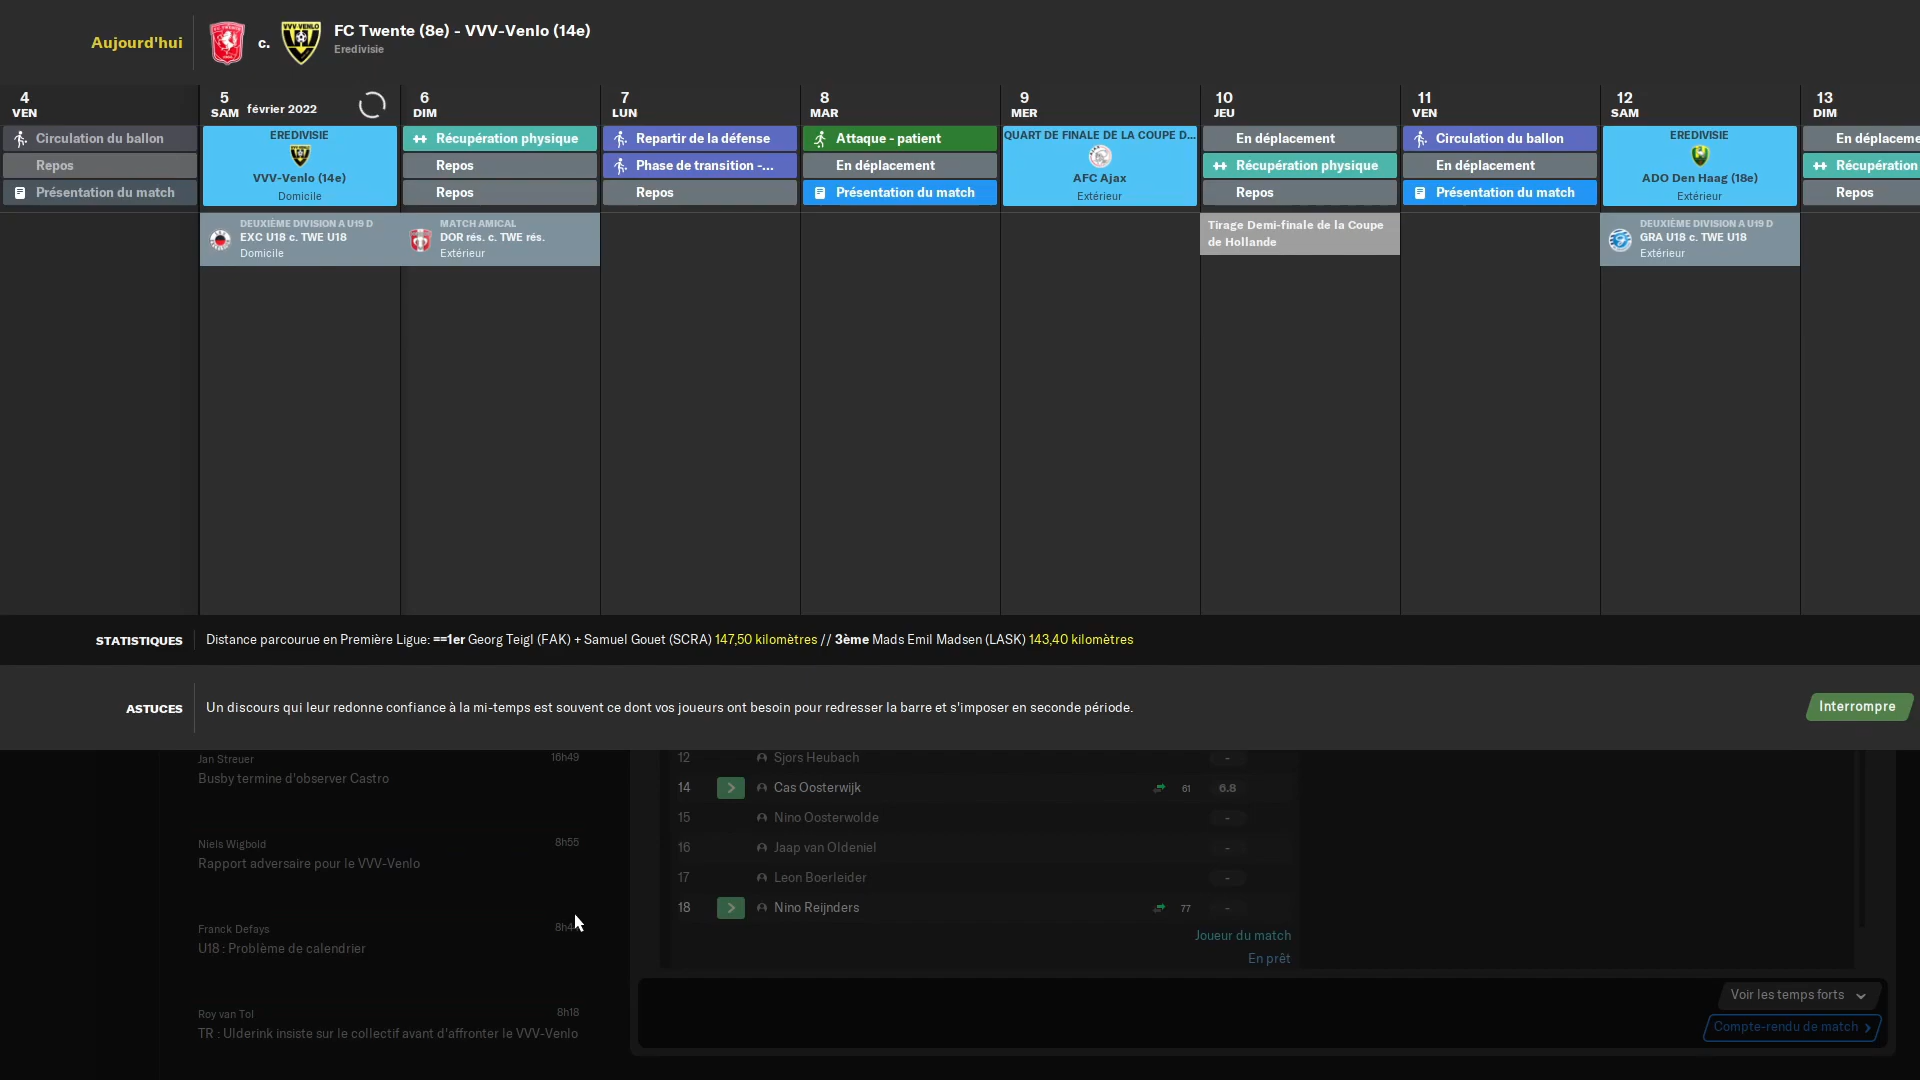 Aujourd'hui
c.
FC Twente (8e) - VVV-Venlo (14e)
Eredivisie
4
VEN
Circulation du ballon
Repos
Présentation du match
5
SAM février 2022
EREDIVISIE
VVV-Venlo (14e)
Domicile
DEUXIÈME DIVISION A U19 D
EXC U18 c. TWE U18
Domicile
6
DIM
Récupération physique
Repos
Repos
MATCH AMICAL
DOR rés. c. TWE rés.
Extérieur
7
LUN
Repartir de la défense
Phase de transition -...
Repos
8
MAR
Attaque - patient
En déplacement
Présentation du match
9
MER
QUART DE FINALE DE LA COUPE D...
AFC Ajax
Extérieur
10
JEU
En déplacement
Récupération physique
Repos
Tirage Demi-finale de la Coupe
de Hollande
11
VEN
Circulation du ballon
En déplacement
Présentation du match
12
SAM
EREDIVISIE
ADO Den Haag (18e)
Extérieur
DEUXIÈME DIVISION A U19 D
GRA U18 c. TWE U18
Extérieur
13
DIM
En déplaceme
Récupération
Repos
STATISTIQUES
Distance parcourue en Première Ligue: ==1er Georg Teigl (FAK) + Samuel Gouet (SCRA) 147,50 kilomètres // 3ème Mads Emil Madsen (LASK) 143,40 kilomètres
ASTUCES
Un discours qui leur redonne confiance à la mi-temps est souvent ce dont vos joueurs ont besoin pour redresser la barre et s'imposer en seconde période.
Interrompre
Jan Streuer 16h49
Busby termine d'observer Castro
Niels Wigbold 8h55
Rapport adversaire pour le VVV-Venlo
Franck Defays 8h4
U18 : Problème de calendrier
Roy van Tol 8h18
TR : Ulderink insiste sur le collectif avant d'affronter le VVV-Venlo
12 Sjors Heubach -
14 Cas Oosterwijk 61 6.8
15 Nino Oosterwolde -
16 Jaap van Oldeniel -
17 Leon Boerleider -
18 Nino Reijnders 77 -
Joueur du match
En prêt
Voir les temps forts
Compte-rendu de match